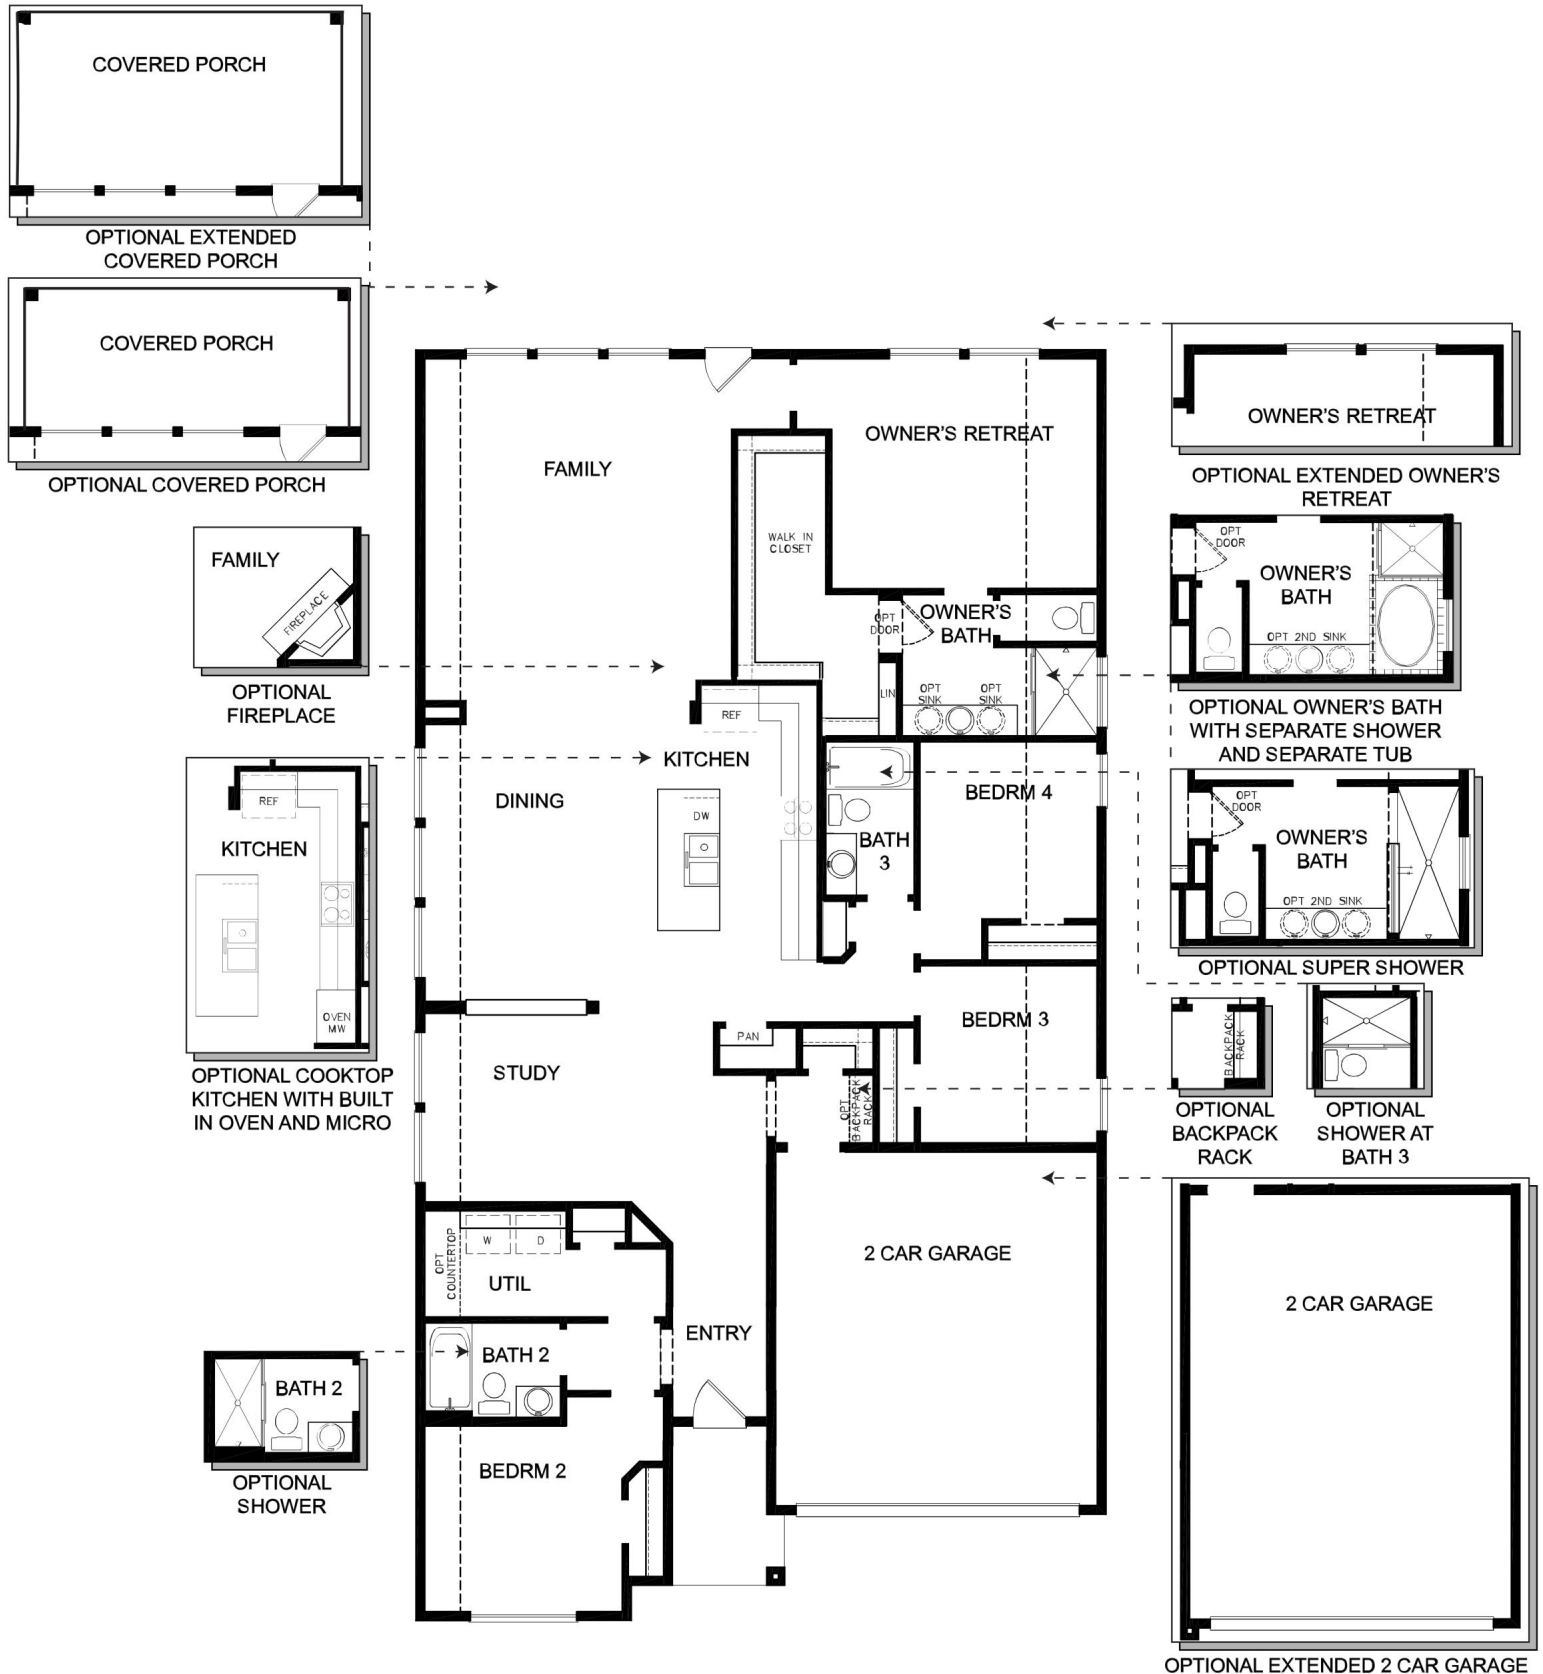 COVERED PORCH
OPTIONAL EXTENDED
COVERED PORCH
COVERED PORCH
OPTIONAL COVERED PORCH
FAMILY
FIREPLACE
OPTIONAL
FIREPLACE
REF
KITCHEN
OVEN
MW
OPTIONAL COOKTOP
KITCHEN WITH BUILT
IN OVEN AND MICRO
BATH 2
OPTIONAL
SHOWER
FAMILY
OWNER'S RETREAT
WALK IN
CLOSET
OPT
DOOR
OWNER'S
BATH
LIN
OPT
SINK
OPT
SINK
REF
KITCHEN
DINING
DW
BATH
3
BEDRM 4
BEDRM 3
PAN
STUDY
OPT
BACKPACK
RACK
W
D
OPT
COUNTERTOP
UTIL
2 CAR GARAGE
ENTRY
BATH 2
BEDRM 2
OWNER'S RETREAT
OPTIONAL EXTENDED OWNER'S
RETREAT
OPT
DOOR
OWNER'S
BATH
OPT 2ND SINK
OPTIONAL OWNER'S BATH
WITH SEPARATE SHOWER
AND SEPARATE TUB
OPT
DOOR
OWNER'S
BATH
OPT 2ND SINK
OPTIONAL SUPER SHOWER
BACKPACK
RACK
OPTIONAL
BACKPACK
RACK
OPTIONAL
SHOWER AT
BATH 3
2 CAR GARAGE
OPTIONAL EXTENDED 2 CAR GARAGE